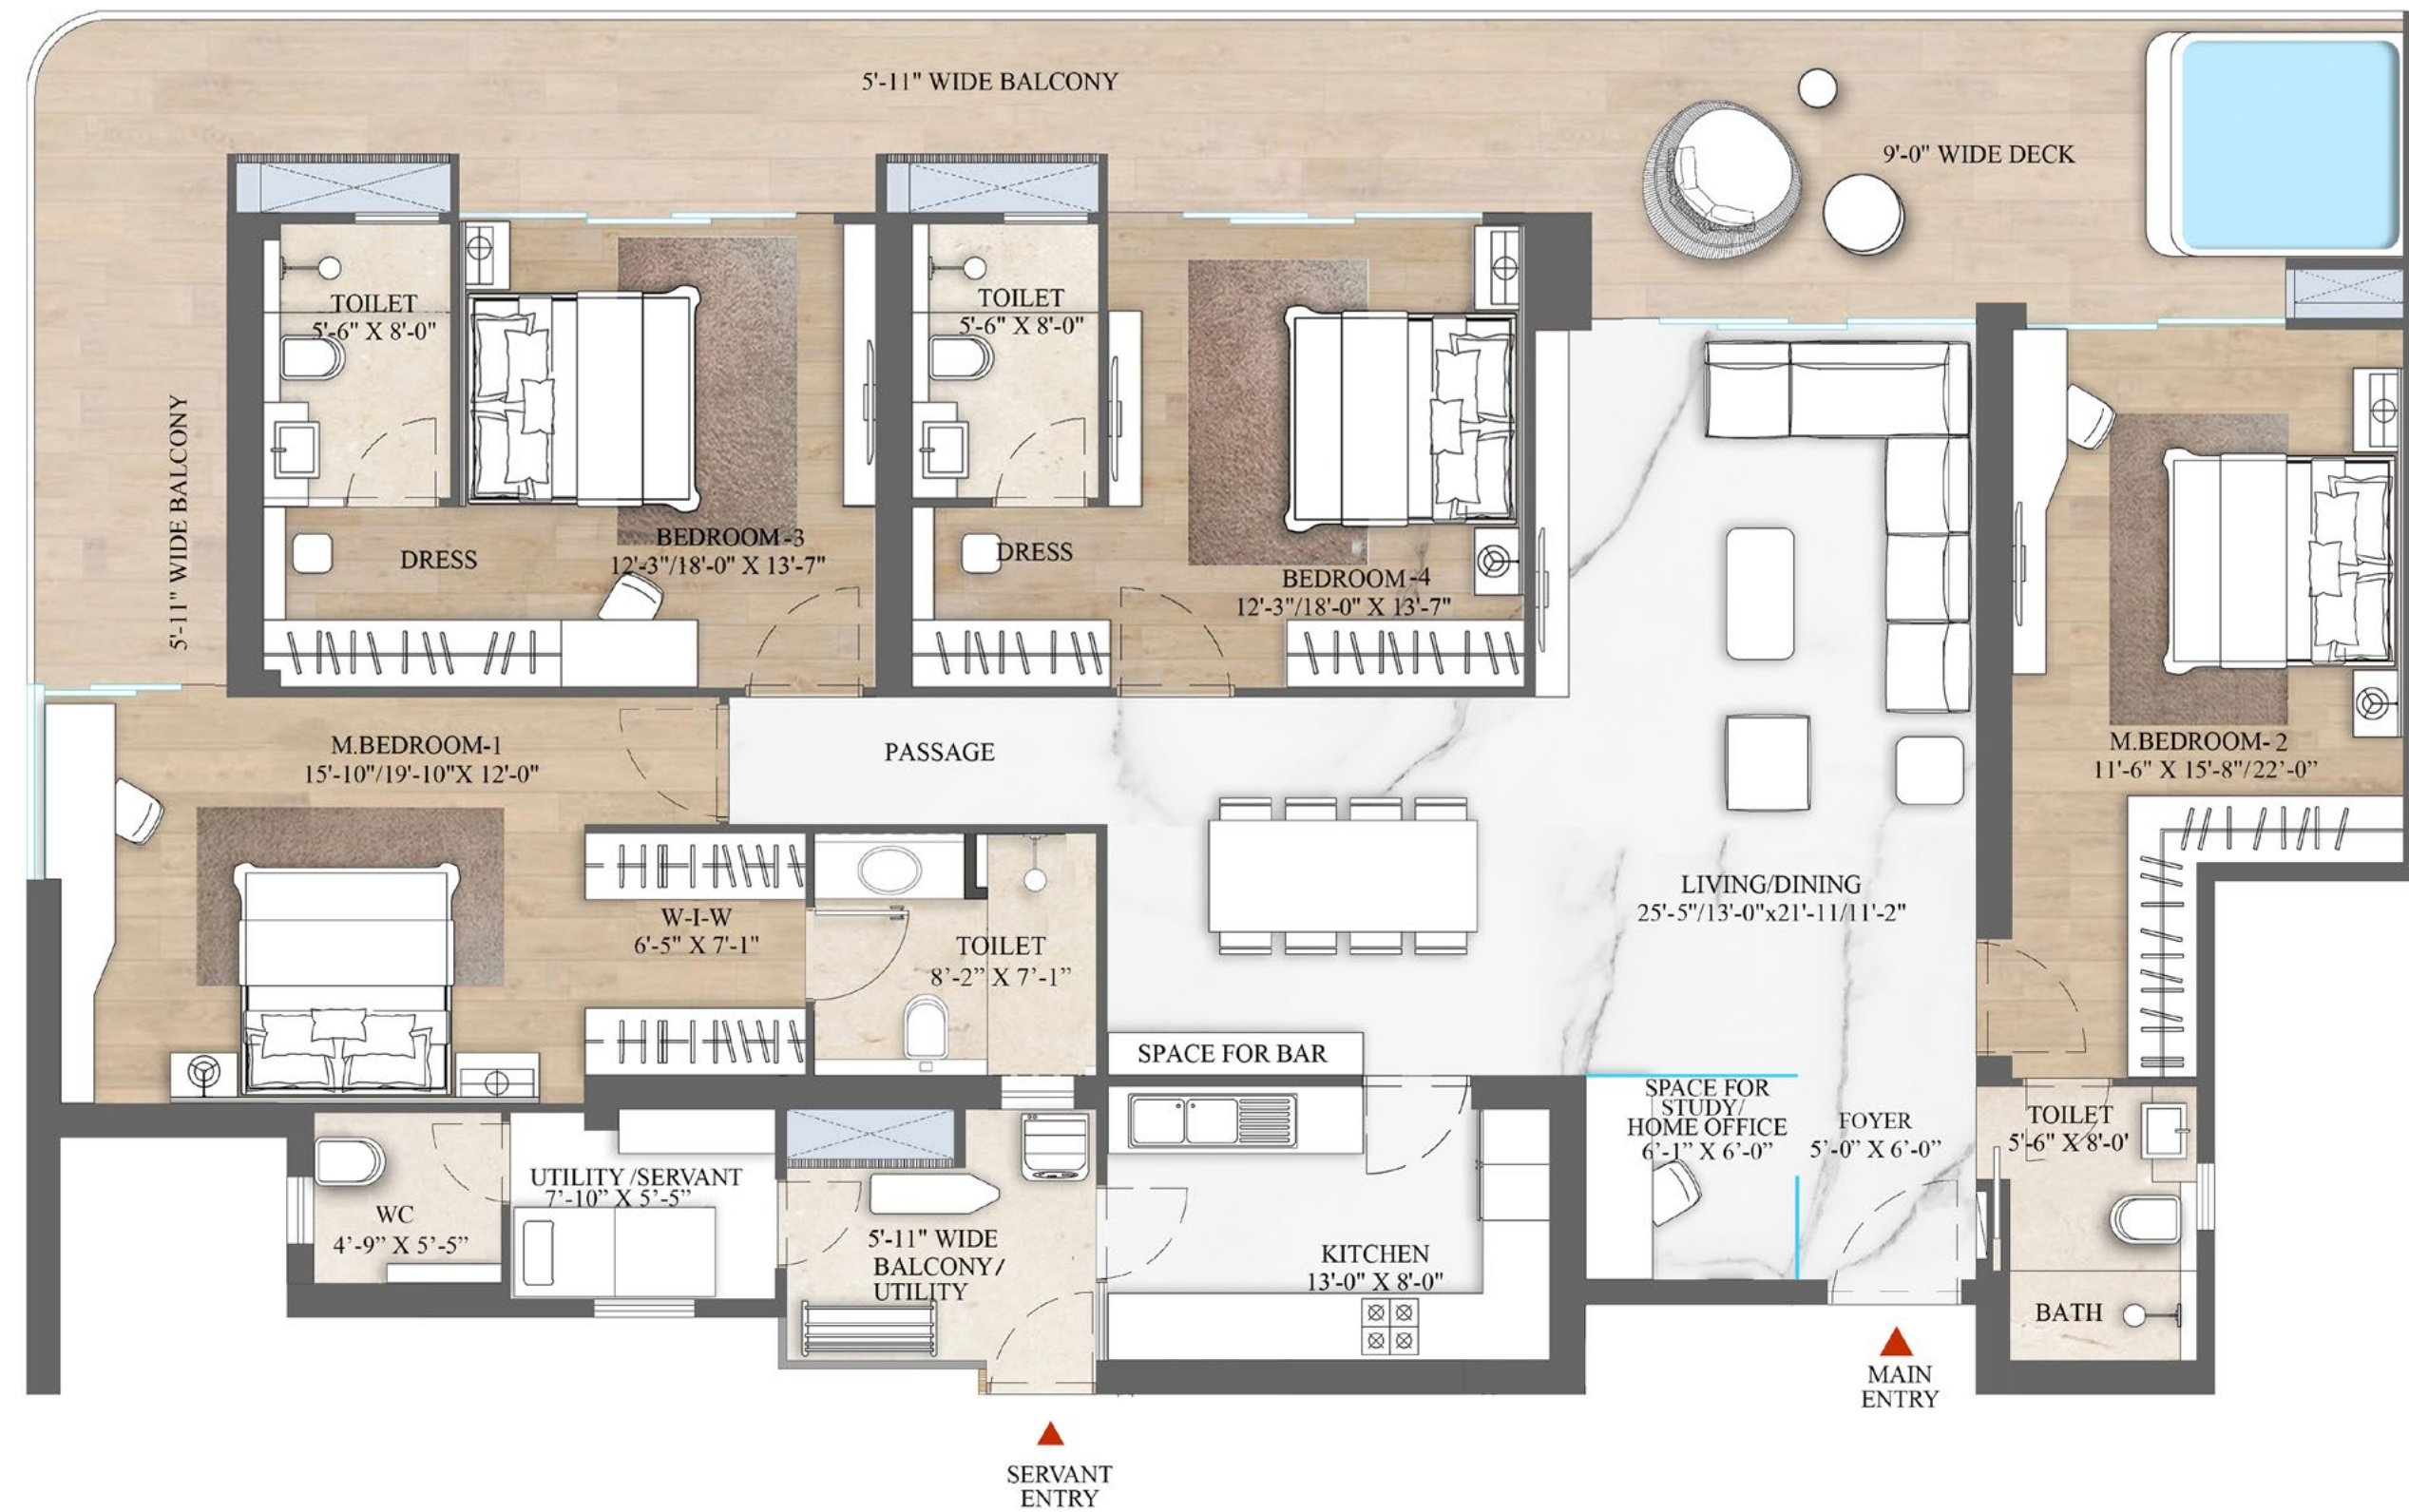 5'-11" WIDE BALCONY
9'-0" WIDE DECK
TOILET
5'-6" X 8'-0"
TOILET
5'-6" X 8'-0"
5'-11" WIDE BALCONY
DRESS
BEDROOM-3
12'-3"/18'-0" X 13'-7"
DRESS
BEDROOM-4
12'-3"/18'-0" X 13'-7"
M.BEDROOM-1
15'-10"/19'-10"X 12'-0"
PASSAGE
M.BEDROOM-2
11'-6" X 15'-8"/22'-0”
LIVING/DINING
25'-5"/13'-0"x21'-11/11'-2"
W-I-W
6'-5" X 7'-1"
TOILET
8’-2” X 7’-1”
SPACE FOR BAR
SPACE FOR
STUDY/
HOME OFFICE
6’-1” X 6’-0”
FOYER
5’-0” X 6’-0”
TOILET
5'-6" X 8'-0'
UTILITY /SERVANT
7’-10” X 5’-5”
WC
4’-9” X 5’-5”
5'-11" WIDE
BALCONY/
UTILITY
KITCHEN
13'-0" X 8'-0"
BATH
MAIN
ENTRY
SERVANT
ENTRY